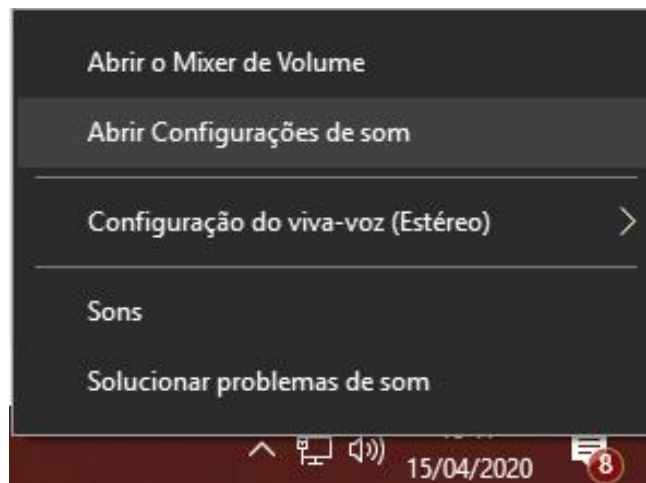 Abrir o Mixer de Volume
Abrir Configurações de som
Configuração do viva-voz (Estéreo)
Sons
Solucionar problemas de som
15/04/2020
8